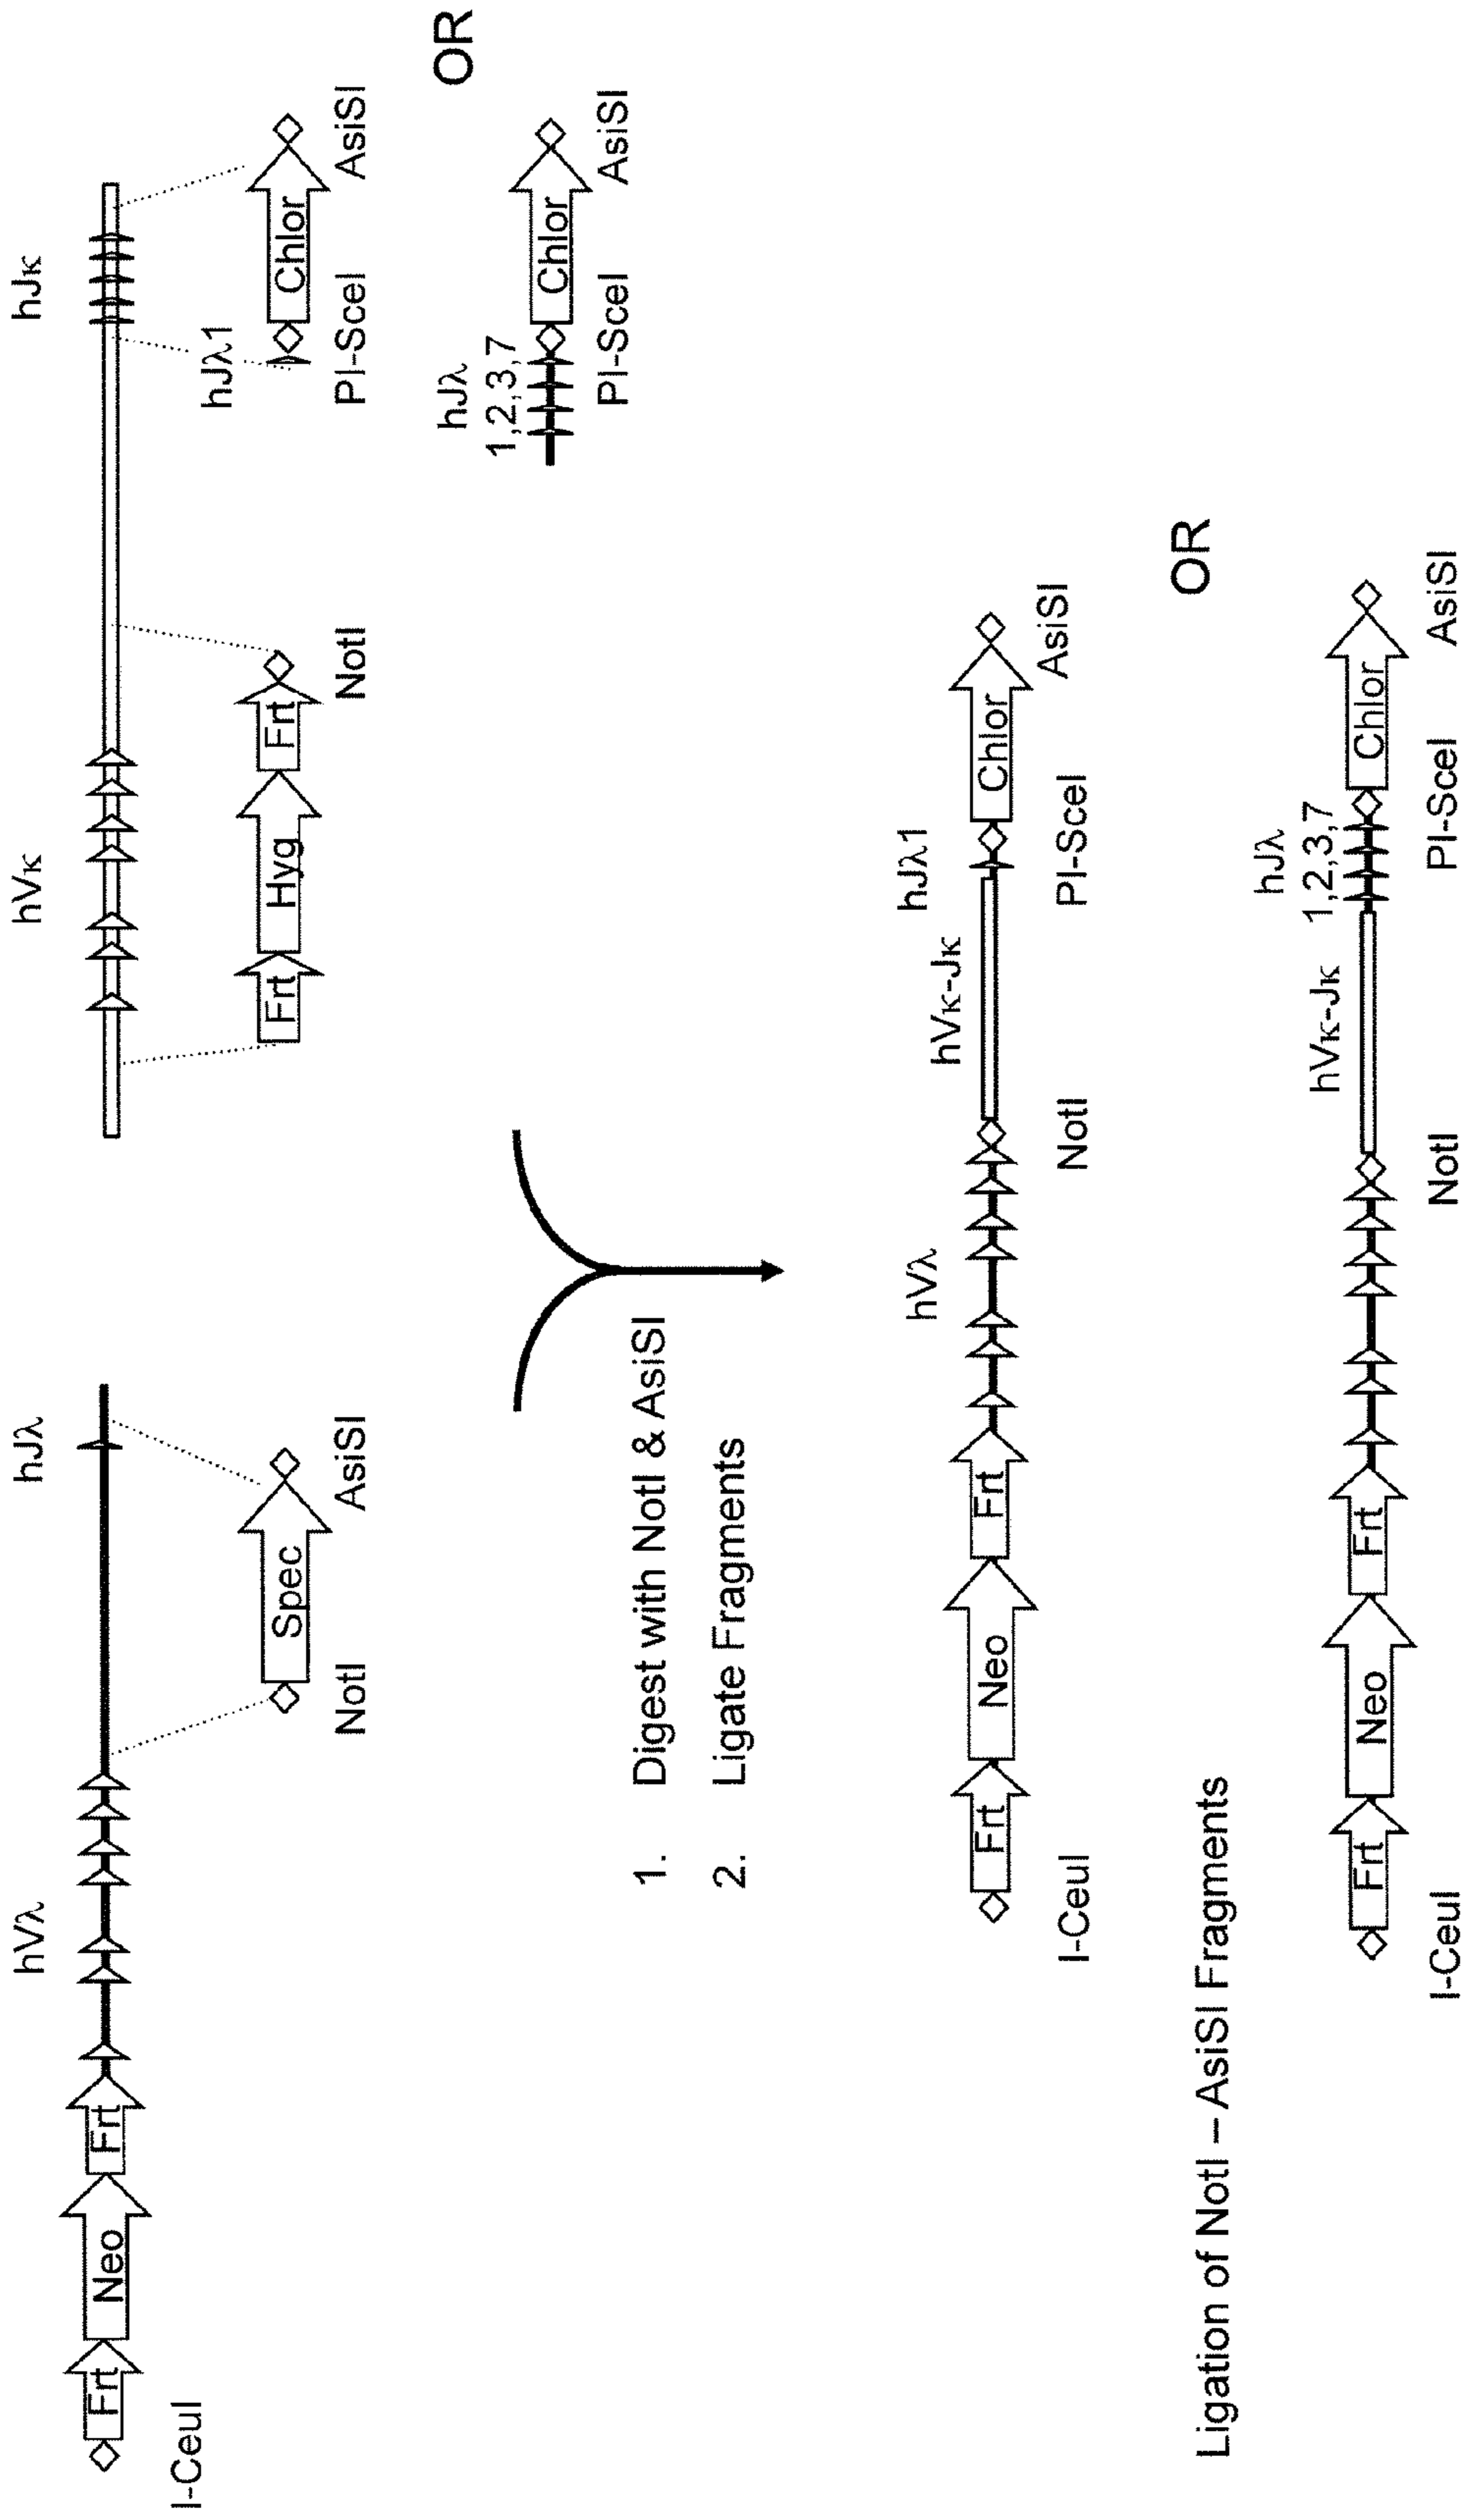 hVλ
hJλ
Frt
Neo
Frt
I-CeuI
Spec
NotI
AsiSI
hVκ
hJκ
Frt
Hyg
Frt
NotI
hJλ1
Chlor
PI-SceI
AsiSI
OR
hJλ
1,2,3,7
Chlor
PI-SceI
AsiSI
1. Digest with NotI & AsiSI
2. Ligate Fragments
hVλ
hVκ-Jκ
hJλ1
Frt
Neo
Frt
Chlor
I-CeuI
NotI
PI-SceI
AsiSI
Ligation of NotI – AsiSI Fragments
OR
hVκ-Jκ
hJλ
1,2,3,7
Frt
Neo
Frt
Chlor
I-CeuI
NotI
PI-SceI
AsiSI